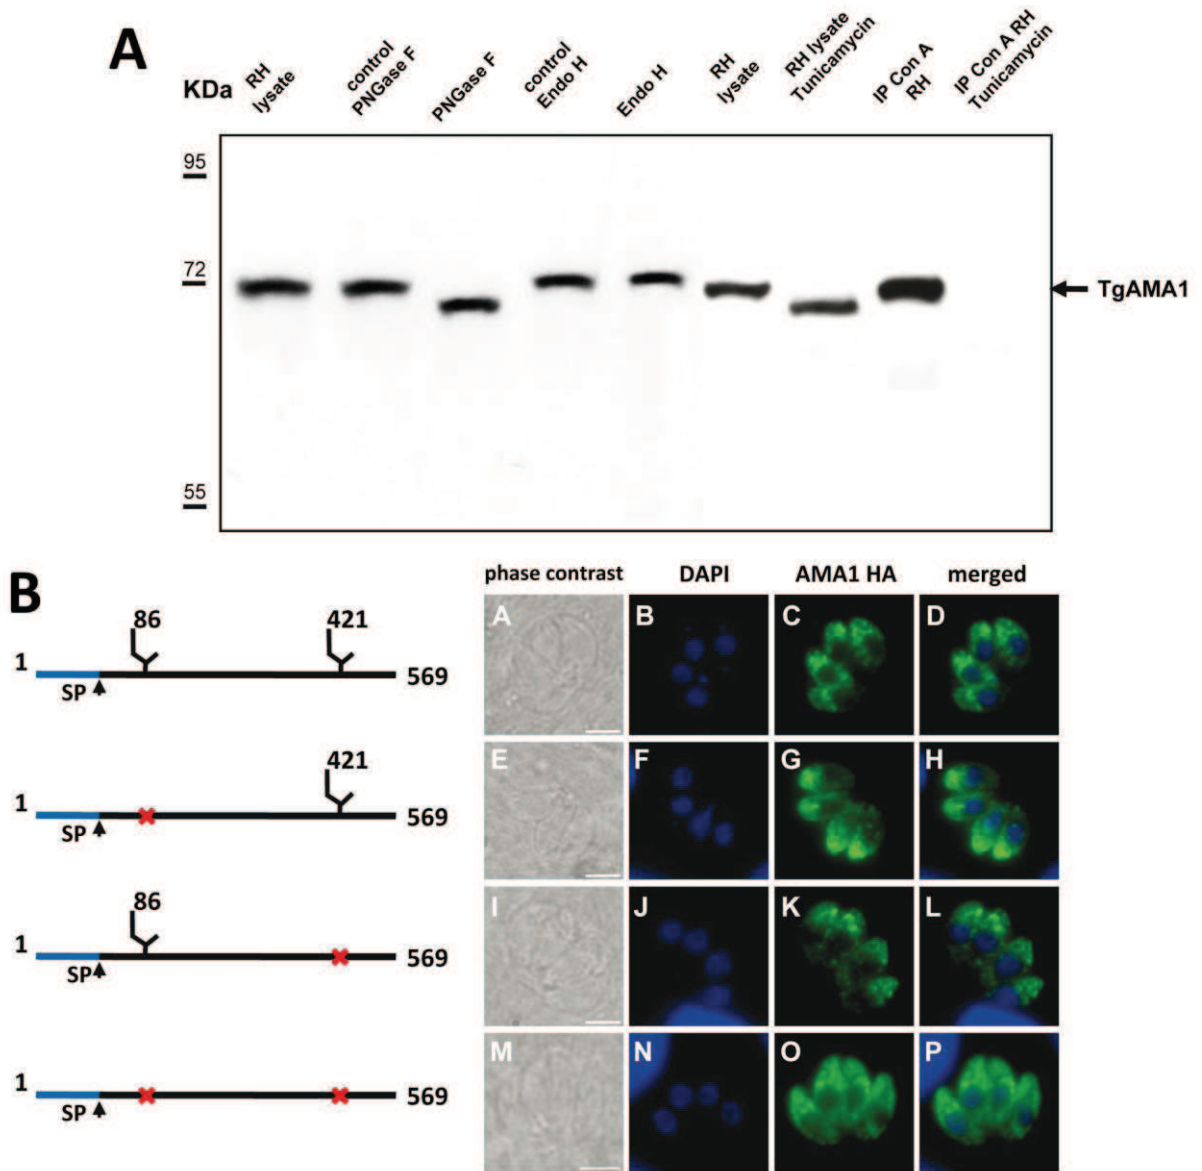 A
KDa
RH
lysate
control
PNGase F
PNGase F
control
Endo H
Endo H
RH
lysate
RH lysate
Tunicamycin
IP Con A
RH
IP Con A RH
Tunicamycin
95
72
55
TgAMA1
B
phase contrast
DAPI
AMA1 HA
merged
86
421
1
569
SP
A
B
C
D
421
1
569
SP
E
F
G
H
86
1
569
SP
I
J
K
L
1
569
SP
M
N
O
P